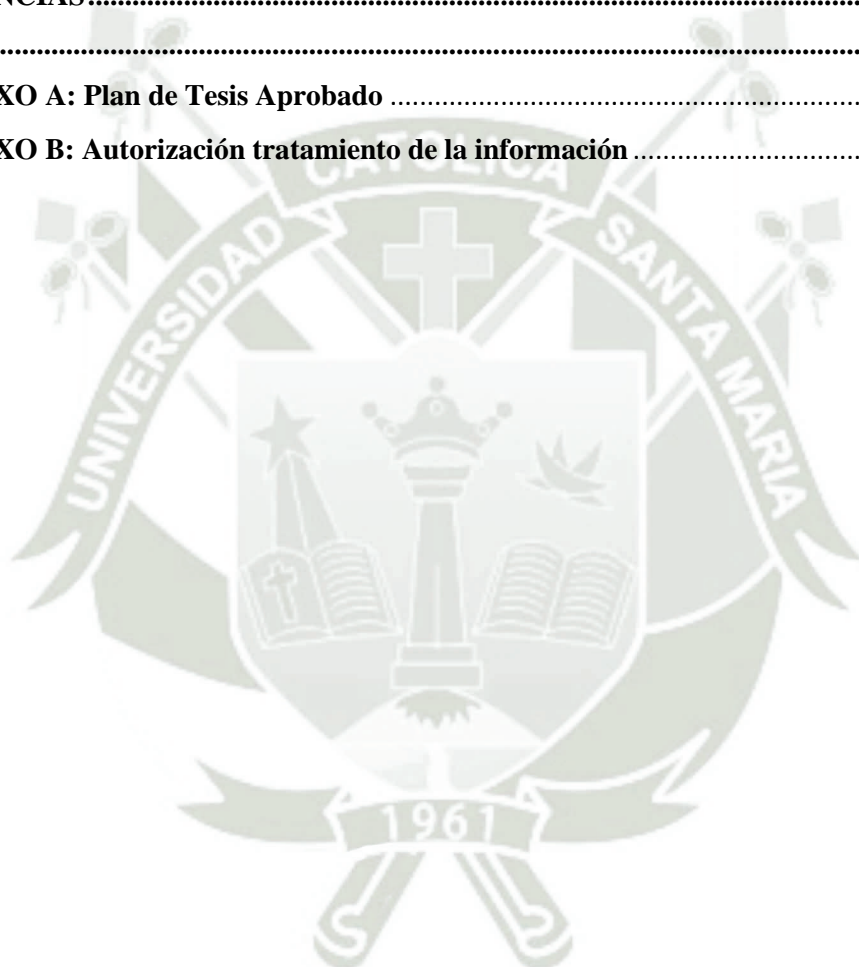 NCIAS................................................................................
................................................................................
XO A: Plan de Tesis Aprobado ................................................
XO B: Autorización tratamiento de la información ........................
CATOLICA
UNIVERSIDAD
SANTA MARIA
1961